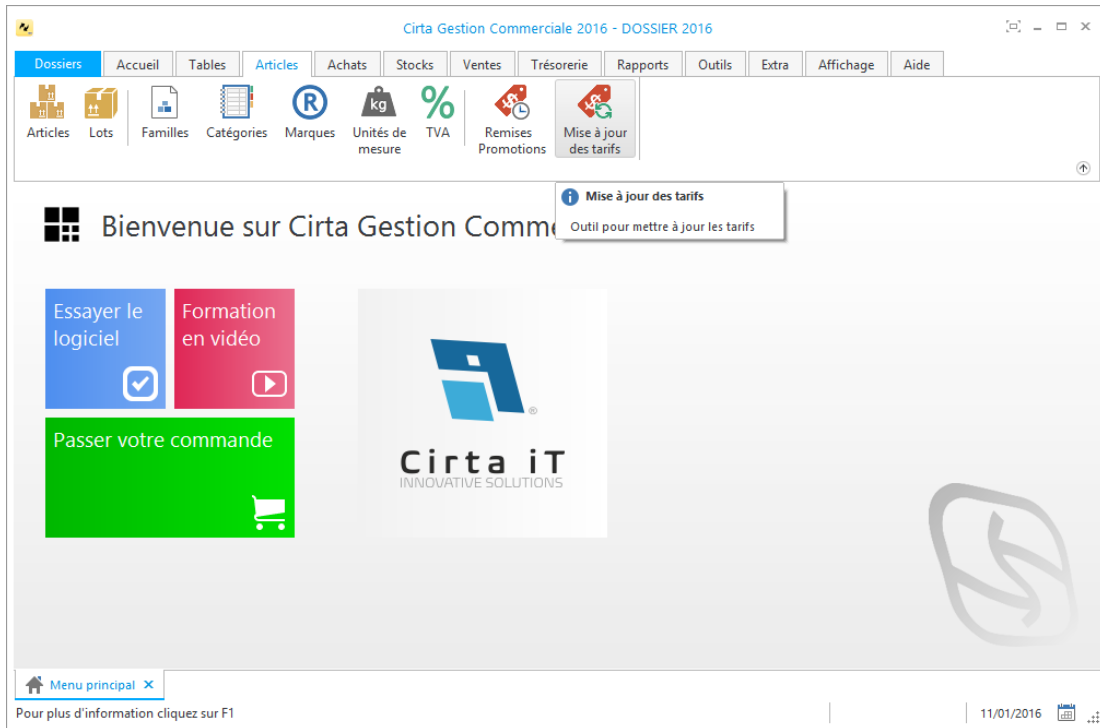 Cirta Gestion Commerciale 2016 - DOSSIER 2016
Dossiers Accueil Tables Articles Achats Stocks Ventes Trésorerie Rapports Outils Extra Affichage Aide
R kg %
Articles Lots Familles Catégories Marques Unités de mesure TVA Remises Promotions Mise à jour des tarifs
Mise à jour des tarifs
Outil pour mettre à jour les tarifs
Bienvenue sur Cirta Gestion Comme
Essayer le
logiciel
Formation
en vidéo
Passer votre commande
Cirta iT
INNOVATIVE SOLUTIONS
Menu principal
Pour plus d'information cliquez sur F1
11/01/2016